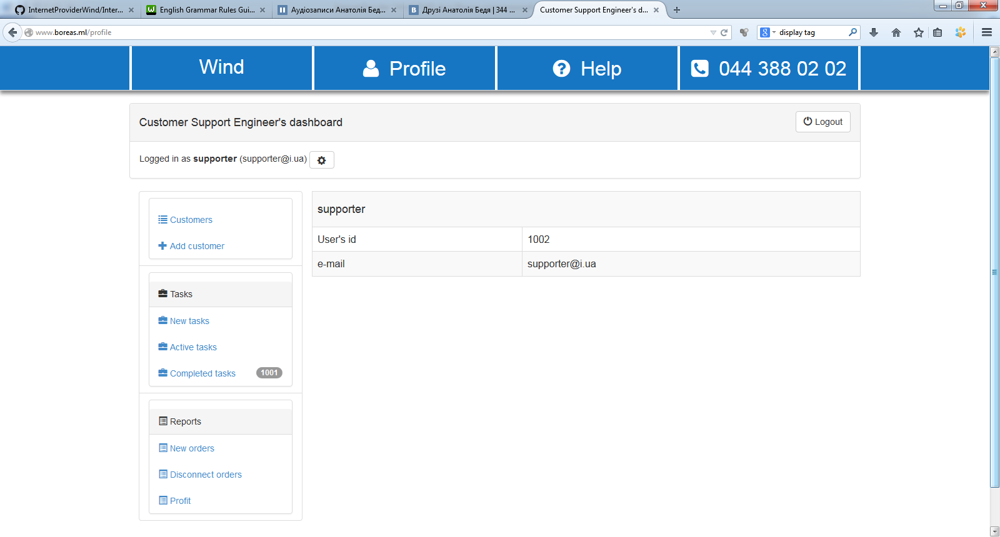 InternetProviderWind/Inter...
English Grammar Rules Gui...
Аудіозаписи Анатолія Бед...
Друзі Анатолія Бедя | 344 ...
Customer Support Engineer's d...
www.boreas.ml/profile
display tag
Wind
Profile
Help
044 388 02 02
Customer Support Engineer's dashboard
Logout
Logged in as supporter (supporter@i.ua)
Customers
Add customer
Tasks
New tasks
Active tasks
Completed tasks 1001
Reports
New orders
Disconnect orders
Profit
supporter
User's id 1002
e-mail supporter@i.ua